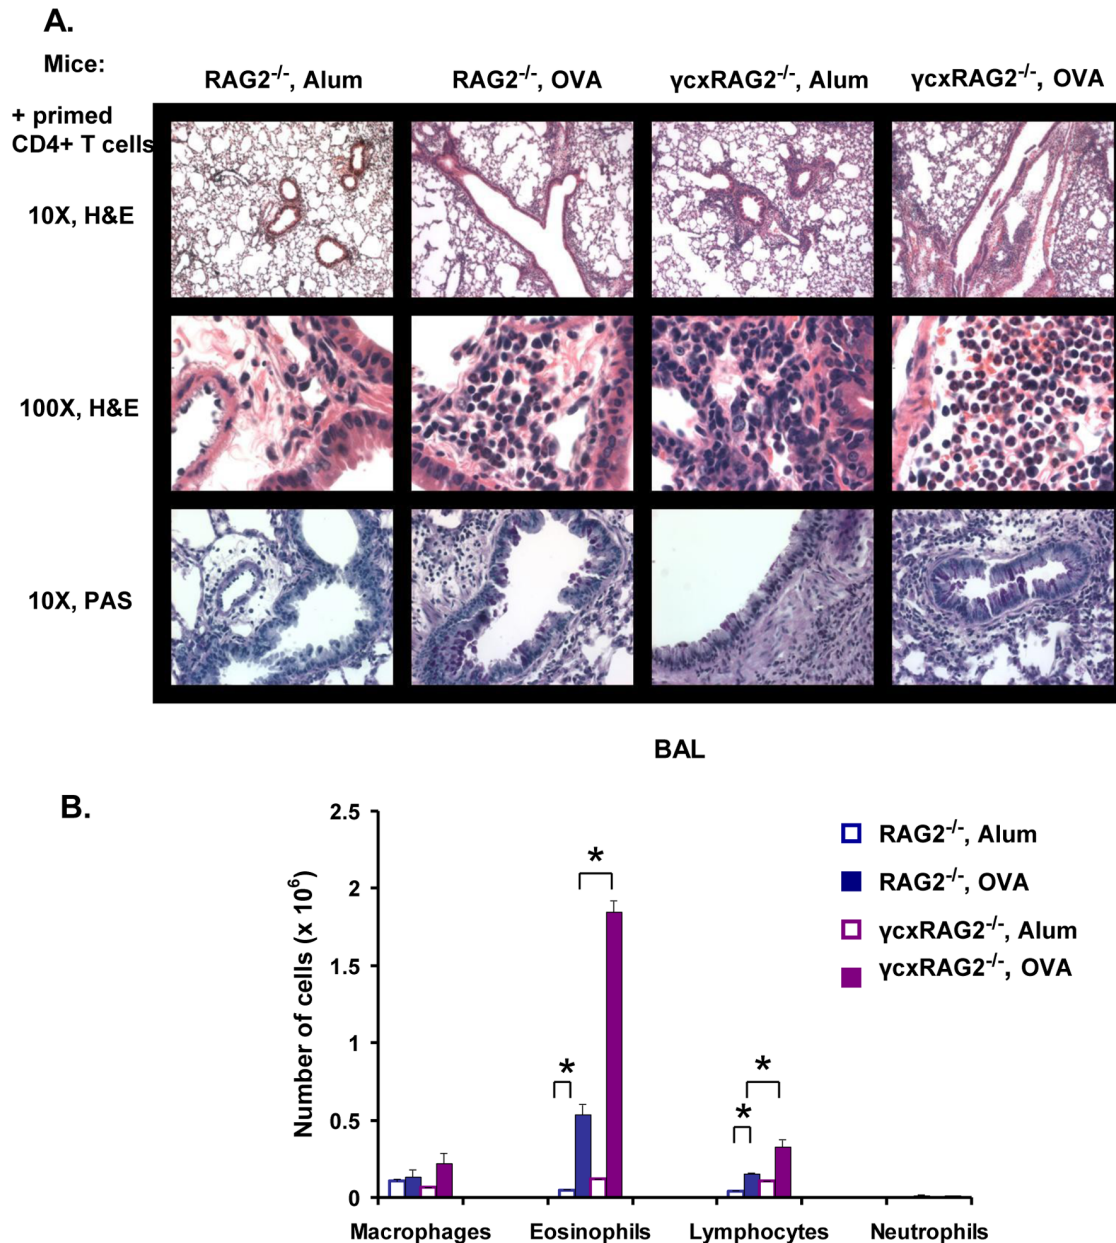 A.
Mice:
RAG2-/-, Alum
RAG2-/-, OVA
γcxRAG2-/-, Alum
γcxRAG2-/-, OVA
+ primed
CD4+ T cells
10X, H&E
100X, H&E
10X, PAS
BAL
B.
Number of cells (x 10^6)
2.5
2
1.5
1
0.5
0
*
*
*
*
RAG2-/-, Alum
RAG2-/-, OVA
γcxRAG2-/-, Alum
γcxRAG2-/-, OVA
Macrophages
Eosinophils
Lymphocytes
Neutrophils